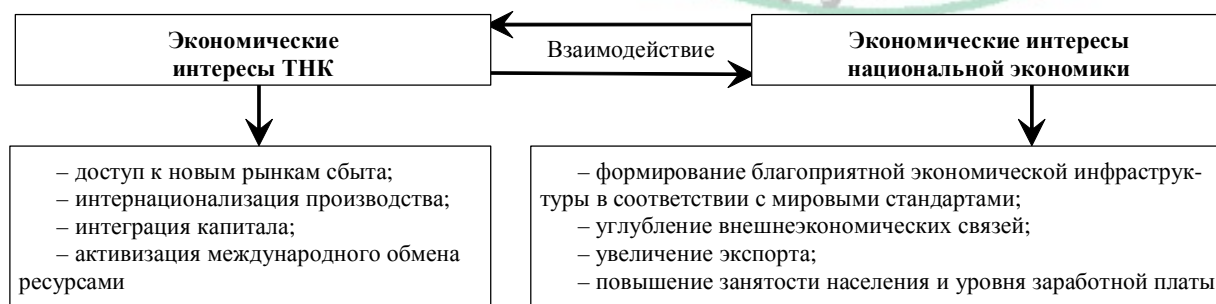 Экономические
интересы ТНК
Взаимодействие
Экономические интересы
национальной экономики
– доступ к новым рынкам сбыта;
– интернационализация производства;
– интеграция капитала;
– активизация международного обмена
ресурсами
– формирование благоприятной экономической инфраструк-
туры в соответствии с мировыми стандартами;
– углубление внешнеэкономических связей;
– увеличение экспорта;
– повышение занятости населения и уровня заработной платы